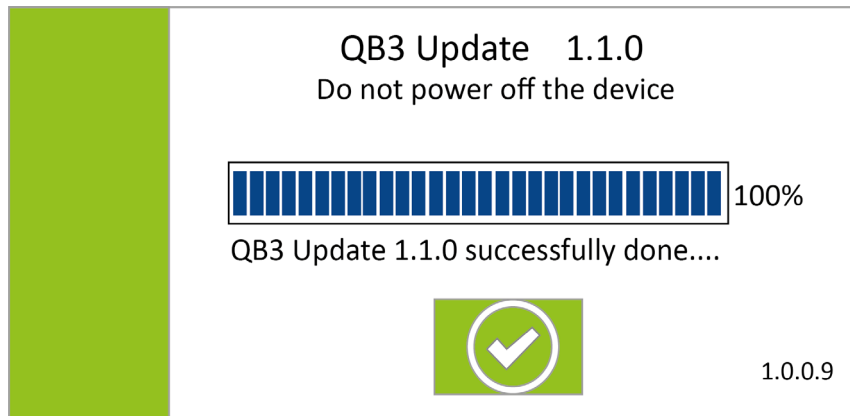 QB3 Update 1.1.0
Do not power off the device
100%
QB3 Update 1.1.0 successfully done....
1.0.0.9